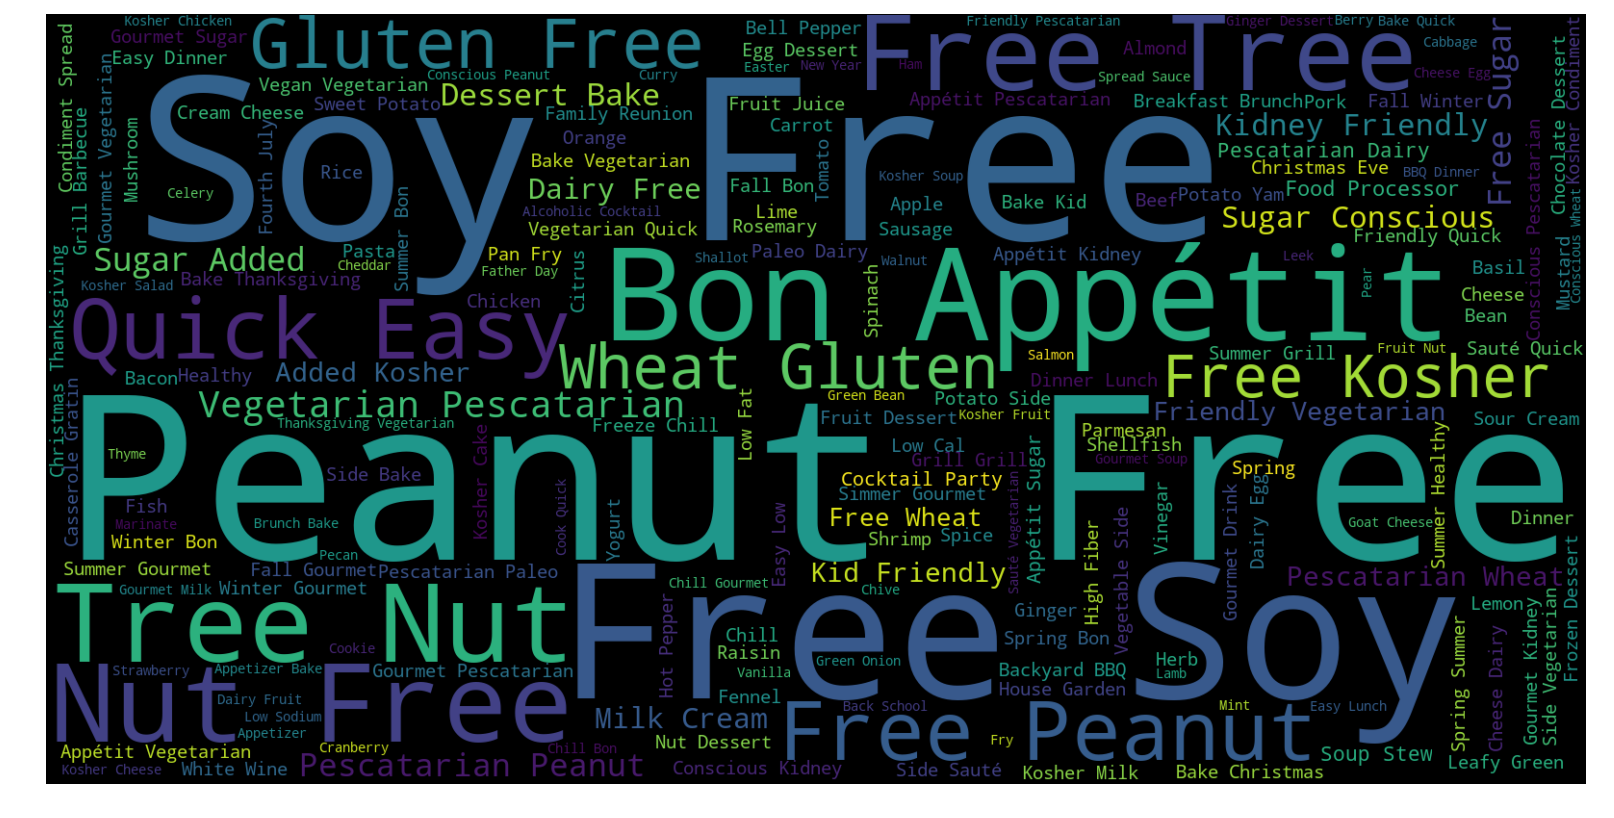 Kosher Chicken
Gourmet Sugar
Gluten Free
Bell Pepper
Free Tree
Friendly Pescatarian
Ginger Dessert
Berry
Bake Quick
Easy Dinner
Egg Dessert
Almond
Cabbage
Condiment Spread
Gourmet Vegetarian
Conscious Peanut
Curry
Easter
New Year
Ham
Spread Sauce
Cheese Egg
Free Sugar
Chocolate Dessert
Kosher Condiment
Vegan Vegetarian
Dessert Bake
Sweet Potato
Cream Cheese
Family Reunion
Fruit Juice
Appétit Pescatarian
Breakfast Brunch
Pork
Fall Winter
Soy Free
Mushroom
Grill Barbecue
Fourth July
Rice
Celery
Orange
Carrot
Tomato
Kidney Friendly
Pescatarian Dairy
Bake Vegetarian
Christmas Eve
BBQ Dinner
Dairy Free
Fall Bon
Kosher Soup
Bake Kid
Beef
Potato Yam
Food Processor
Alcoholic Cocktail
Lime
Apple
Sugar Conscious
Vegetarian Quick
Rosemary
Sausage
Friendly Quick
Conscious Pescatarian
Conscious Wheat
Mustard
Sugar Added
Pasta
Cheddar
Summer Bon
Pan Fry
Father Day
Citrus
Shallot
Paleo Dairy
Walnut
Appétit Kidney
Leek
Pear
Basil
Kosher Salad
Bake Thanksgiving
Chicken
Spinach
Bon Appétit
Cheese
Bean
Quick Easy
Christmas Thanksgiving
Wheat Gluten
Salmon
Summer Grill
Fruit Nut
Sauté Quick
Bacon
Healthy
Added Kosher
Dinner Lunch
Free Kosher
Low Fat
Green Bean
Potato Side
Vegetarian Pescatarian
Thanksgiving Vegetarian
Freeze Chill
Fruit Dessert
Kosher Fruit
Friendly Vegetarian
Sour Cream
Casserole Gratin
Peanut Free
Thyme
Side Bake
Kosher Cake
Low Cal
Grill Grill
Appétit Sugar
Parmesan
Shellfish
Gourmet Soup
Spring
Cocktail Party
Simmer Gourmet
Fish
Marinate
Brunch Bake
Cook Quick
Yogurt
Easy Low
Free Wheat
Shrimp
Spice
Sauté Vegetarian
High Fiber
Vegetable Side
Vinegar
Gourmet Drink
Dairy Egg
Goat Cheese
Summer Healthy
Dinner
Winter Bon
Pecan
Summer Gourmet
Fall Gourmet
Pescatarian Paleo
Kid Friendly
Pescatarian Wheat
Gourmet Milk
Winter Gourmet
Chill Gourmet
Chive
Tree Nut
Free Soy
Hot Pepper
Ginger
Lemon
Cookie
Chill
Raisin
Spring Bon
Strawberry
Appetizer Bake
Gourmet Pescatarian
Vanilla
Green Onion
Backyard BBQ
Herb
Lamb
Nut Free
Dairy Fruit
Low Sodium
Appetizer
Fennel
House Garden
Milk Cream
Back School
Mint
Easy Lunch
Spring Summer
Cheese Dairy
Gourmet Kidney
Side Vegetarian
Frozen Dessert
Free Peanut
Appétit Vegetarian
Cranberry
Chill Bon
Nut Dessert
Fry
Soup Stew
Kosher Cheese
White Wine
Pescatarian Peanut
Conscious Kidney
Side Sauté
Kosher Milk
Bake Christmas
Leafy Green